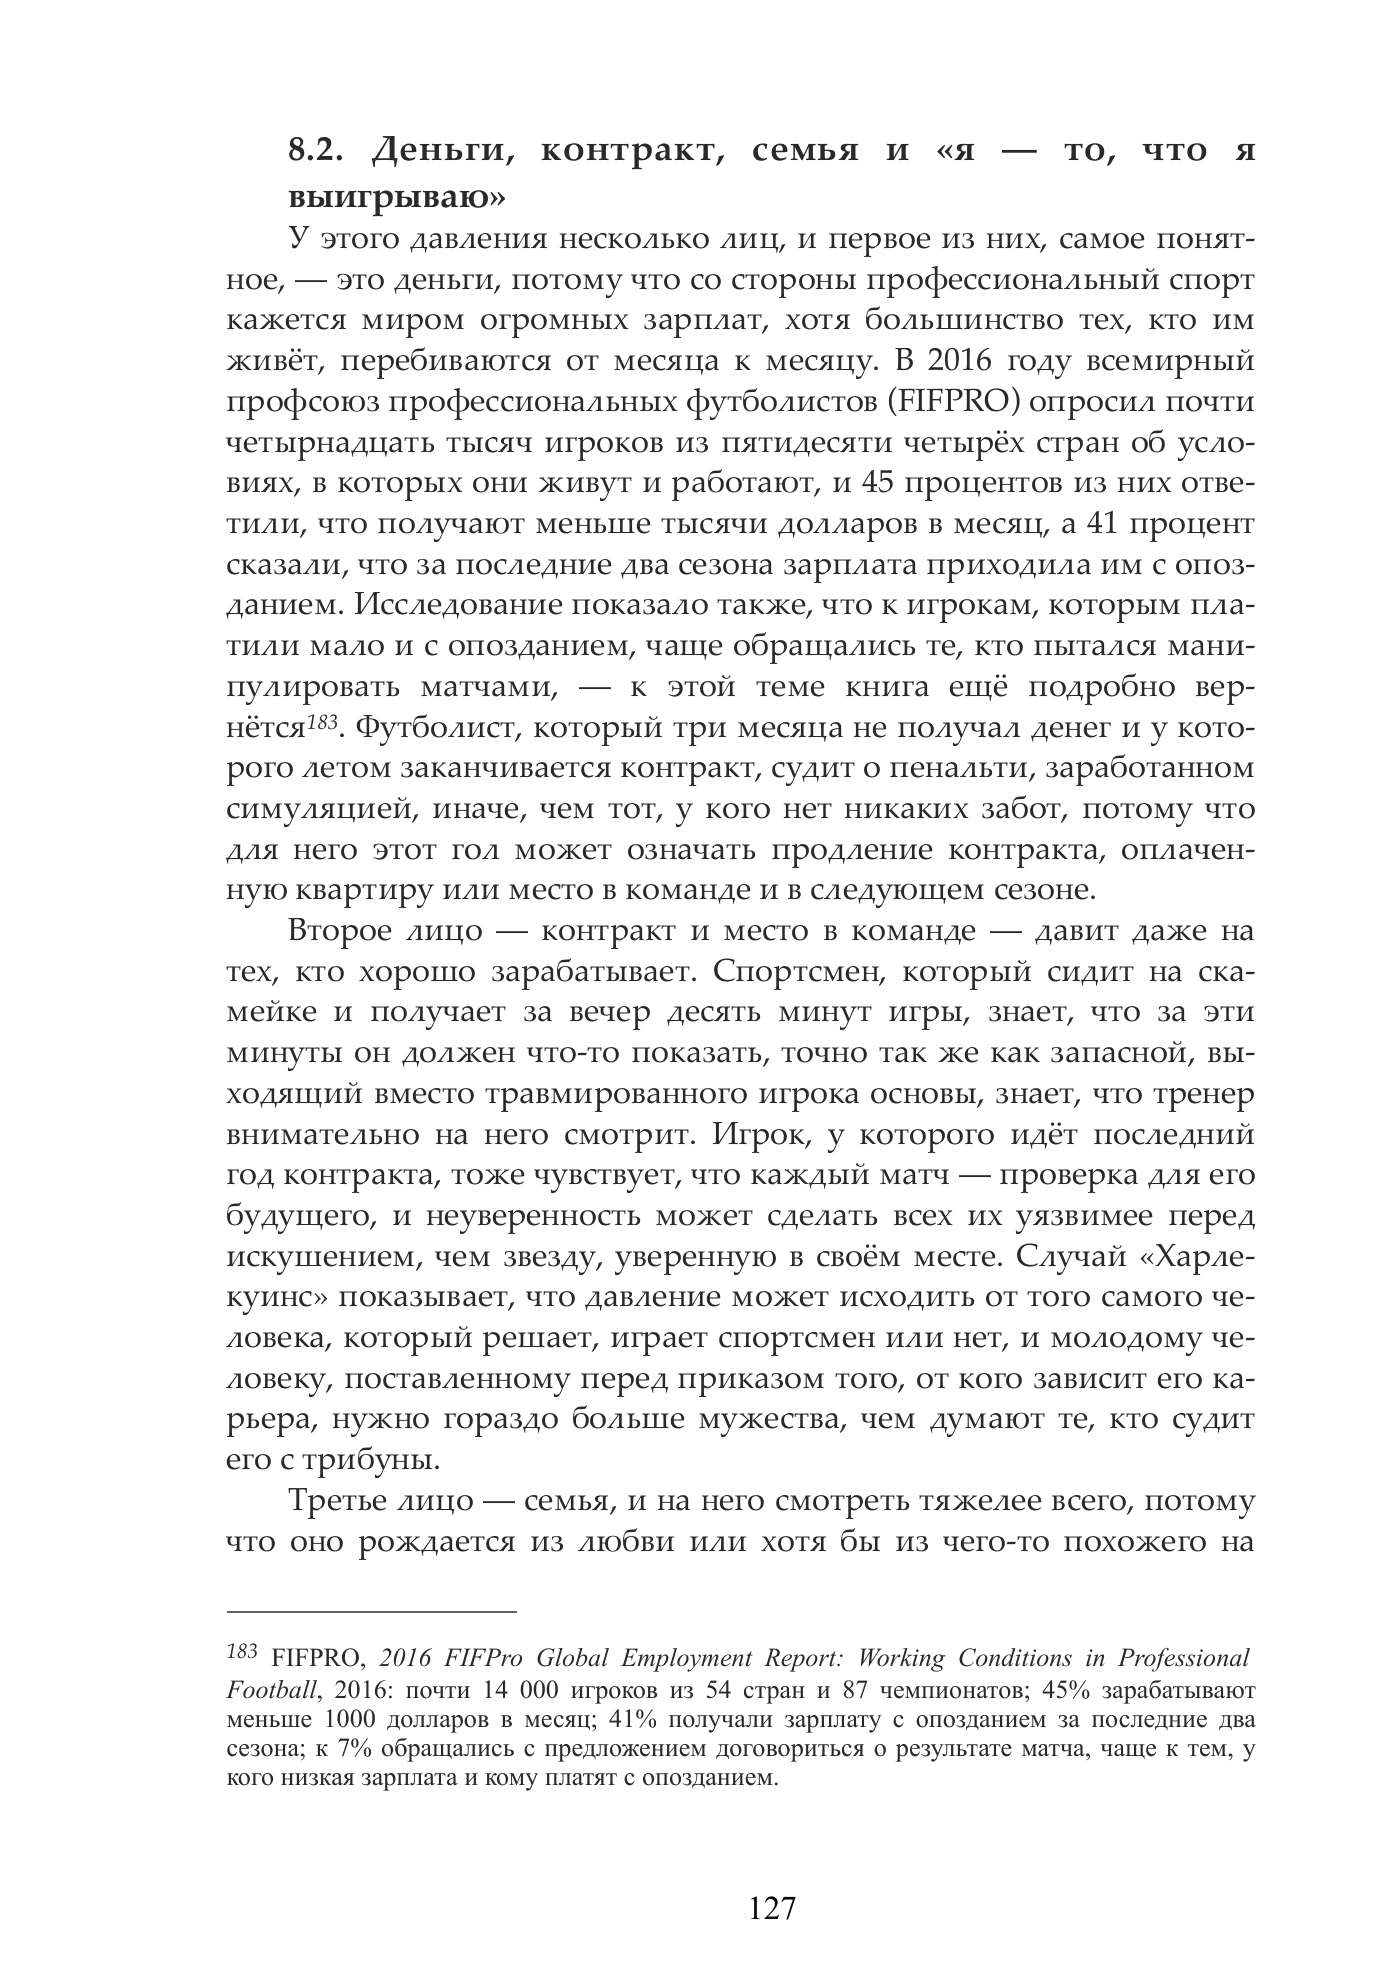 8.2. Деньги, контракт, семья и «я — то, что я
выигрываю»
У этого давления несколько лиц, и первое из них, самое понят-
ное, — это деньги, потому что со стороны профессиональный спорт
кажется миром огромных зарплат, хотя большинство тех, кто им
живёт, перебиваются от месяца к месяцу. В 2016 году всемирный
профсоюз профессиональных футболистов (FIFPRO) опросил почти
четырнадцать тысяч игроков из пятидесяти четырёх стран об усло-
виях, в которых они живут и работают, и 45 процентов из них отве-
тили, что получают меньше тысячи долларов в месяц, а 41 процент
сказали, что за последние два сезона зарплата приходила им с опоз-
данием. Исследование показало также, что к игрокам, которым пла-
тили мало и с опозданием, чаще обращались те, кто пытался мани-
пулировать матчами, — к этой теме книга ещё подробно вер-
нётся183. Футболист, который три месяца не получал денег и у кото-
рого летом заканчивается контракт, судит о пенальти, заработанном
симуляцией, иначе, чем тот, у кого нет никаких забот, потому что
для него этот гол может означать продление контракта, оплачен-
ную квартиру или место в команде и в следующем сезоне.
Второе лицо — контракт и место в команде — давит даже на
тех, кто хорошо зарабатывает. Спортсмен, который сидит на ска-
мейке и получает за вечер десять минут игры, знает, что за эти
минуты он должен что-то показать, точно так же как запасной, вы-
ходящий вместо травмированного игрока основы, знает, что тренер
внимательно на него смотрит. Игрок, у которого идёт последний
год контракта, тоже чувствует, что каждый матч — проверка для его
будущего, и неуверенность может сделать всех их уязвимее перед
искушением, чем звезду, уверенную в своём месте. Случай «Харле-
куинс» показывает, что давление может исходить от того самого че-
ловека, который решает, играет спортсмен или нет, и молодому че-
ловеку, поставленному перед приказом того, от кого зависит его ка-
рьера, нужно гораздо больше мужества, чем думают те, кто судит
его с трибуны.
Третье лицо — семья, и на него смотреть тяжелее всего, потому
что оно рождается из любви или хотя бы из чего-то похожего на
183 FIFPRO, 2016 FIFPro Global Employment Report: Working Conditions in Professional
Football, 2016: почти 14 000 игроков из 54 стран и 87 чемпионатов; 45% зарабатывают
меньше 1000 долларов в месяц; 41% получали зарплату с опозданием за последние два
сезона; к 7% обращались с предложением договориться о результате матча, чаще к тем, у
кого низкая зарплата и кому платят с опозданием.
127